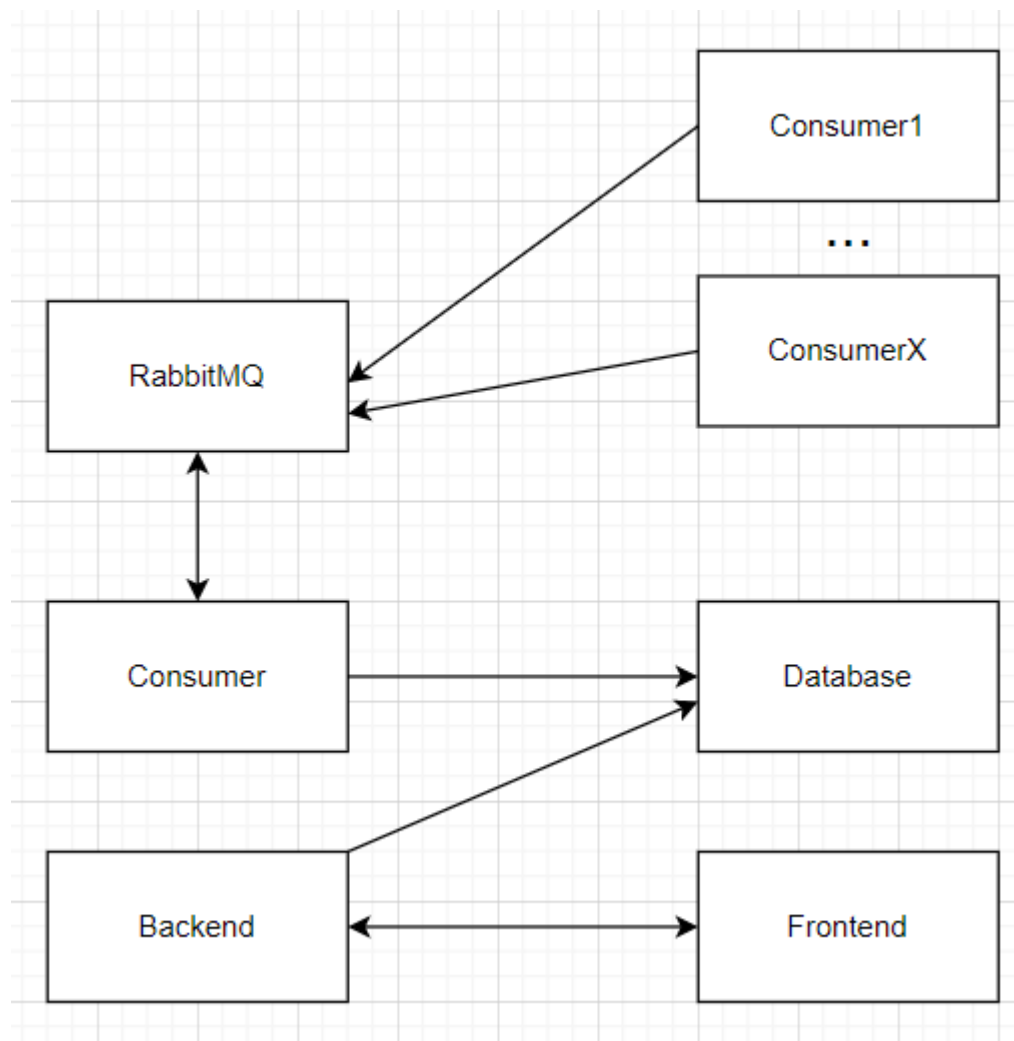 Consumer1
...
ConsumerX
RabbitMQ
Consumer
Database
Backend
Frontend